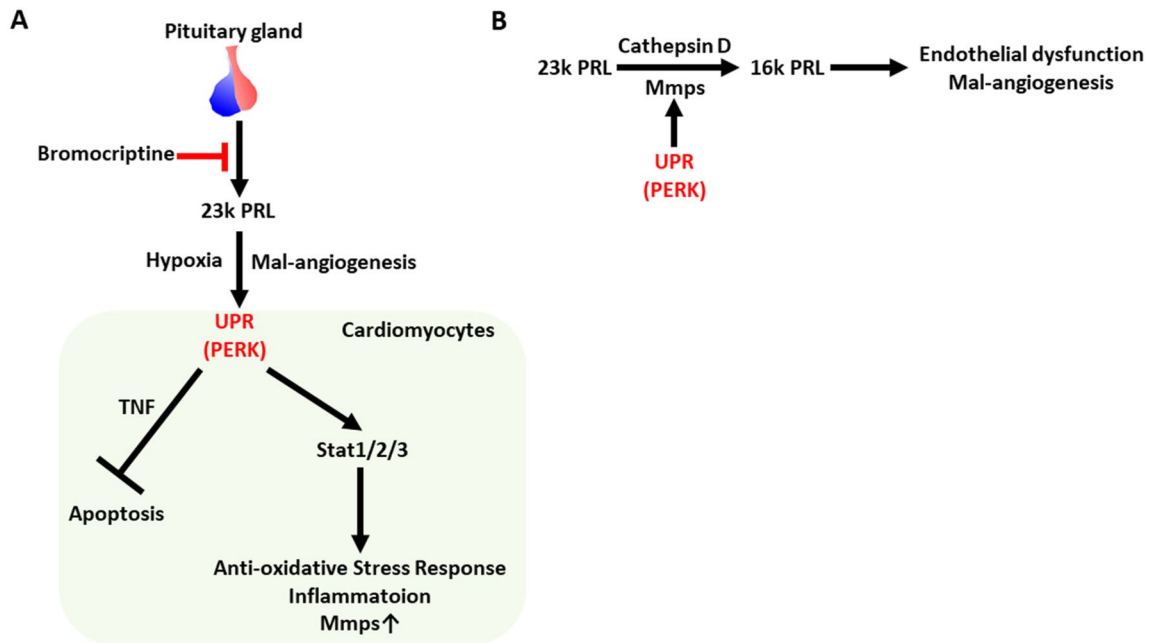 A
Pituitary gland
Bromocriptine
23k PRL
Hypoxia
Mal-angiogenesis
UPR
(PERK)
Cardiomyocytes
TNF
Stat1/2/3
Apoptosis
Anti-oxidative Stress Response
Inflammatoion
Mmps↑
B
Cathepsin D
23k PRL
16k PRL
Mmps
Endothelial dysfunction
Mal-angiogenesis
UPR
(PERK)